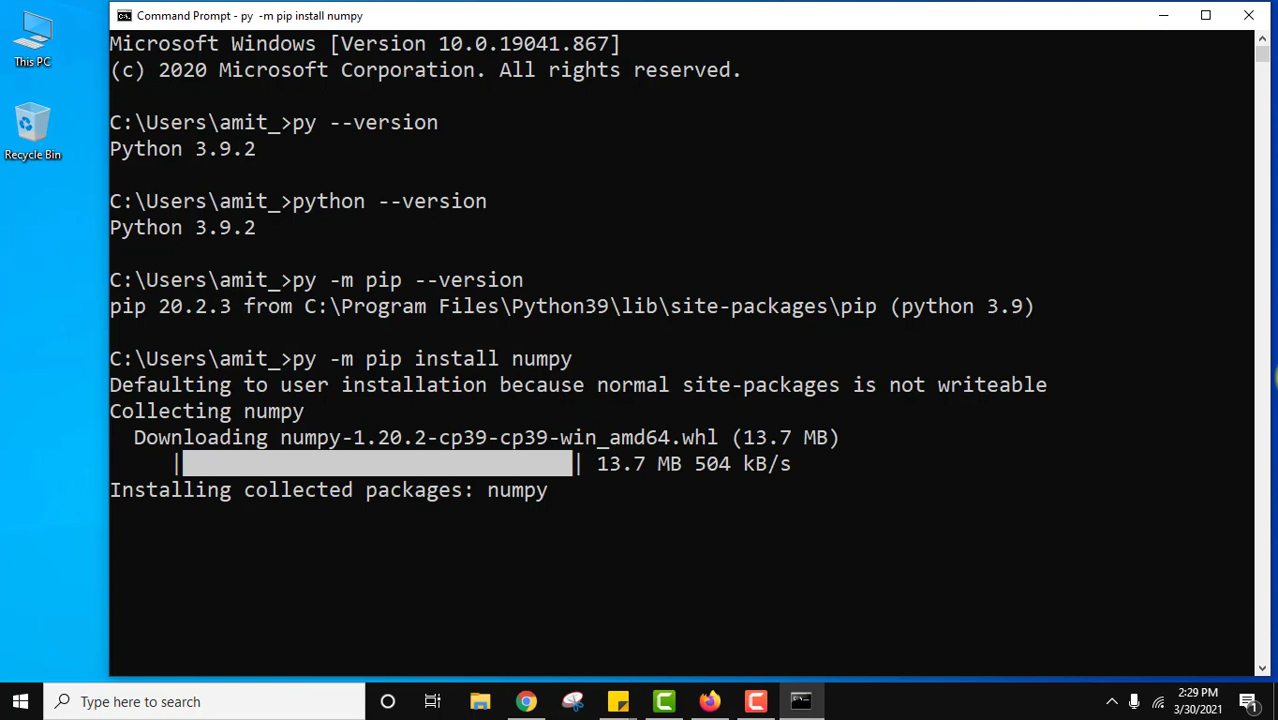 Command Prompt - py  -m pip install numpy
This PC
Recycle Bin
Microsoft Windows [Version 10.0.19041.867]
(c) 2020 Microsoft Corporation. All rights reserved.
C:\Users\amit_>py --version
Python 3.9.2
C:\Users\amit_>python --version
Python 3.9.2
C:\Users\amit_>py -m pip --version
pip 20.2.3 from C:\Program Files\Python39\lib\site-packages\pip (python 3.9)
C:\Users\amit_>py -m pip install numpy
Defaulting to user installation because normal site-packages is not writeable
Collecting numpy
Downloading numpy-1.20.2-cp39-cp39-win_amd64.whl (13.7 MB)
| | 13.7 MB 504 kB/s
Installing collected packages: numpy
Type here to search
2:29 PM
3/30/2021
1